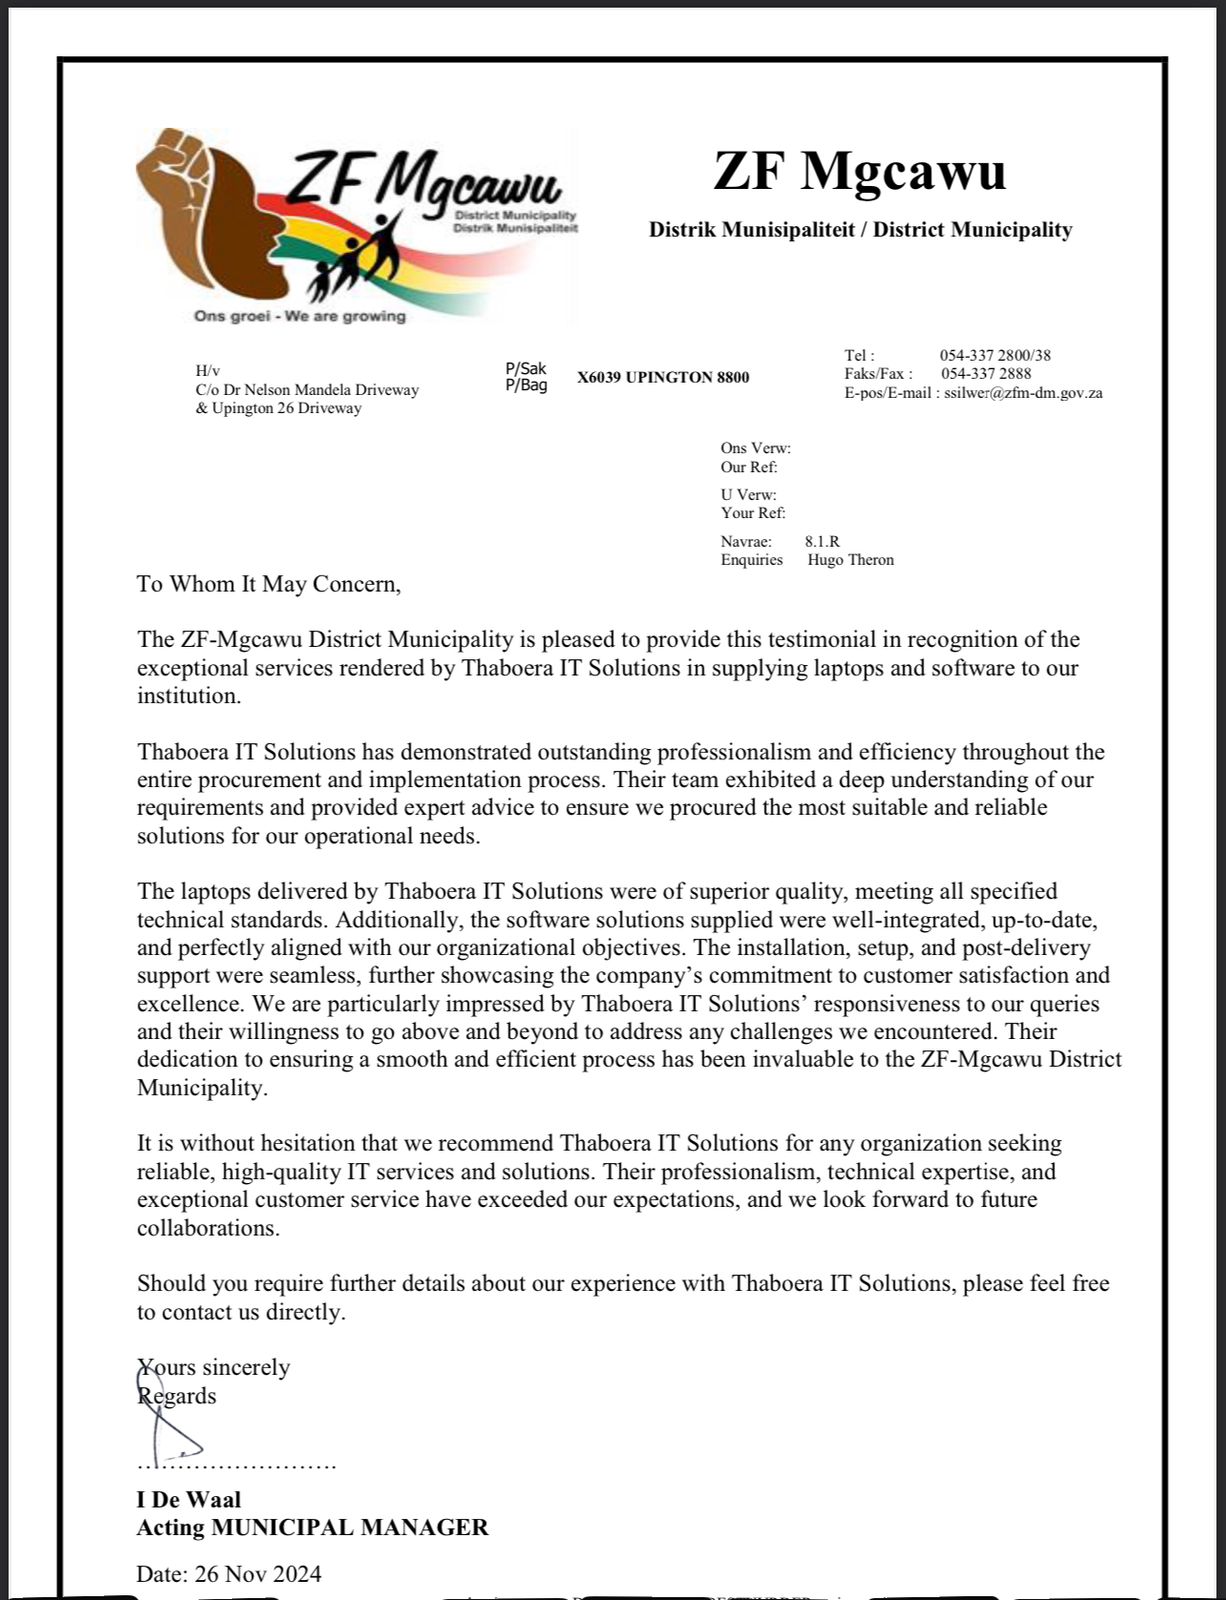 ZF Mgcawu
District Municipality
Distrik Munisipaliteit
Ons groei - We are growing
ZF Mgcawu
Distrik Munisipaliteit / District Municipality
H/v
C/o Dr Nelson Mandela Driveway
& Upington 26 Driveway
P/Sak
P/Bag
X6039 UPINGTON 8800
Tel : 054-337 2800/38
Faks/Fax : 054-337 2888
E-pos/E-mail : ssilwer@zfm-dm.gov.za
Ons Verw:
Our Ref:
U Verw:
Your Ref:
Navrae: 8.1.R
Enquiries Hugo Theron
To Whom It May Concern,
The ZF-Mgcawu District Municipality is pleased to provide this testimonial in recognition of the
exceptional services rendered by Thaboera IT Solutions in supplying laptops and software to our
institution.
Thaboera IT Solutions has demonstrated outstanding professionalism and efficiency throughout the
entire procurement and implementation process. Their team exhibited a deep understanding of our
requirements and provided expert advice to ensure we procured the most suitable and reliable
solutions for our operational needs.
The laptops delivered by Thaboera IT Solutions were of superior quality, meeting all specified
technical standards. Additionally, the software solutions supplied were well-integrated, up-to-date,
and perfectly aligned with our organizational objectives. The installation, setup, and post-delivery
support were seamless, further showcasing the company’s commitment to customer satisfaction and
excellence. We are particularly impressed by Thaboera IT Solutions’ responsiveness to our queries
and their willingness to go above and beyond to address any challenges we encountered. Their
dedication to ensuring a smooth and efficient process has been invaluable to the ZF-Mgcawu District
Municipality.
It is without hesitation that we recommend Thaboera IT Solutions for any organization seeking
reliable, high-quality IT services and solutions. Their professionalism, technical expertise, and
exceptional customer service have exceeded our expectations, and we look forward to future
collaborations.
Should you require further details about our experience with Thaboera IT Solutions, please feel free
to contact us directly.
Yours sincerely
Regards
……………………….
I De Waal
Acting MUNICIPAL MANAGER
Date: 26 Nov 2024